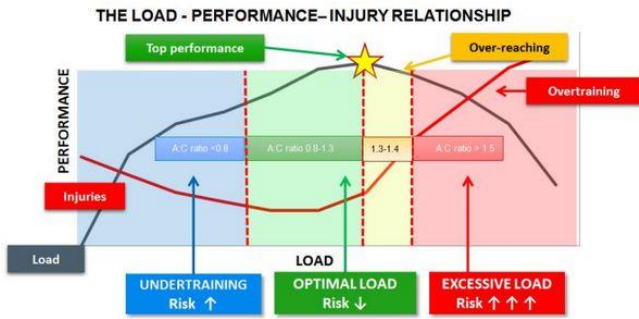 THE LOAD - PERFORMANCE– INJURY RELATIONSHIP
Top performance
Over-reaching
Overtraining
PERFORMANCE
A:C ratio <0.8
A:C ratio 0.8-1.3
1.3-1.4
A:C ratio > 1.5
Injuries
Load
LOAD
UNDERTRAINING
Risk ↑
OPTIMAL LOAD
Risk ↓
EXCESSIVE LOAD
Risk ↑ ↑ ↑